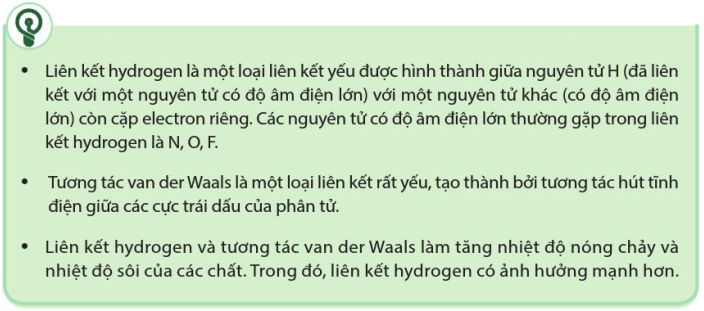 • Liên kết hydrogen là một loại liên kết yếu được hình thành giữa nguyên tử H (đã liên
kết với một nguyên tử có độ âm điện lớn) với một nguyên tử khác (có độ âm điện
lớn) còn cặp electron riêng. Các nguyên tử có độ âm điện lớn thường gặp trong liên
kết hydrogen là N, O, F.
• Tương tác van der Waals là một loại liên kết rất yếu, tạo thành bởi tương tác hút tĩnh
điện giữa các cực trái dấu của phân tử.
• Liên kết hydrogen và tương tác van der Waals làm tăng nhiệt độ nóng chảy và
nhiệt độ sôi của các chất. Trong đó, liên kết hydrogen có ảnh hưởng mạnh hơn.